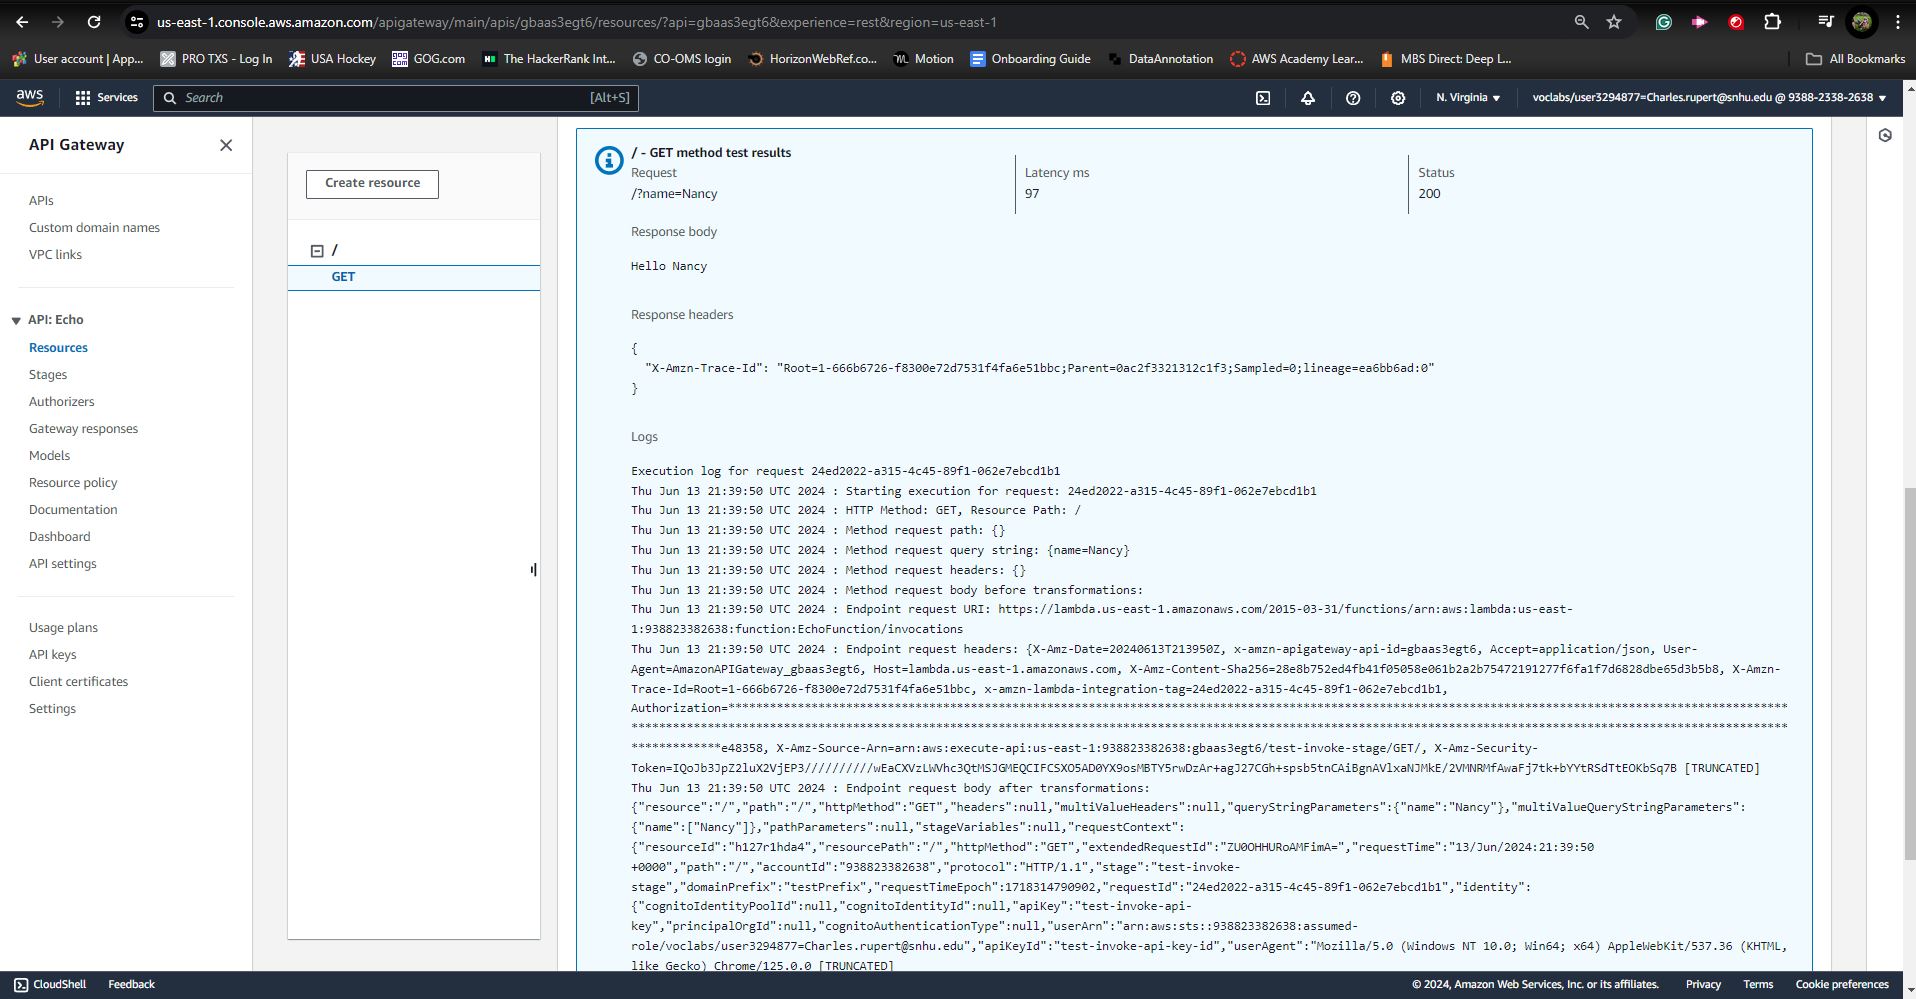 us-east-1.console.aws.amazon.com/apigateway/main/apis/gbaas3egt6/resources/?api=gbaas3egt6&experience=rest&region=us-east-1
User account | App...
PRO TXS - Log In
USA Hockey
GOG.com
The HackerRank Int...
CO-OMS login
HorizonWebRef.co...
Motion
Onboarding Guide
DataAnnotation
AWS Academy Lear...
MBS Direct: Deep L...
All Bookmarks
aws
Services
Search
[Alt+S]
N. Virginia
voclabs/user3294877=Charles.rupert@snhu.edu @ 9388-2338-2638
API Gateway
APIs
Custom domain names
VPC links
API: Echo
Resources
Stages
Authorizers
Gateway responses
Models
Resource policy
Documentation
Dashboard
API settings
Usage plans
API keys
Client certificates
Settings
Create resource
/
GET
/ - GET method test results
Request
/?name=Nancy
Latency ms
97
Status
200
Response body
Hello Nancy
Response headers
{
"X-Amzn-Trace-Id": "Root=1-666b6726-f8300e72d7531f4fa6e51bbc;Parent=0ac2f3321312c1f3;Sampled=0;lineage=ea6bb6ad:0"
}
Logs
Execution log for request 24ed2022-a315-4c45-89f1-062e7ebcd1b1
Thu Jun 13 21:39:50 UTC 2024 : Starting execution for request: 24ed2022-a315-4c45-89f1-062e7ebcd1b1
Thu Jun 13 21:39:50 UTC 2024 : HTTP Method: GET, Resource Path: /
Thu Jun 13 21:39:50 UTC 2024 : Method request path: {}
Thu Jun 13 21:39:50 UTC 2024 : Method request query string: {name=Nancy}
Thu Jun 13 21:39:50 UTC 2024 : Method request headers: {}
Thu Jun 13 21:39:50 UTC 2024 : Method request body before transformations:
Thu Jun 13 21:39:50 UTC 2024 : Endpoint request URI: https://lambda.us-east-1.amazonaws.com/2015-03-31/functions/arn:aws:lambda:us-east-
1:938823382638:function:EchoFunction/invocations
Thu Jun 13 21:39:50 UTC 2024 : Endpoint request headers: {X-Amz-Date=20240613T213950Z, x-amzn-apigateway-api-id=gbaas3egt6, Accept=application/json, User-
Agent=AmazonAPIGateway_gbaas3egt6, Host=lambda.us-east-1.amazonaws.com, X-Amz-Content-Sha256=28e8b752ed4fb41f05058e061b2a2b75472191277f6fa1f7d6828dbe65d3b5b8, X-Amzn-
Trace-Id=Root=1-666b6726-f8300e72d7531f4fa6e51bbc, x-amzn-lambda-integration-tag=24ed2022-a315-4c45-89f1-062e7ebcd1b1,
Authorization=*********************************************************************************************************************************************************
***********************************************************************************************************************************************************************
*************e48358, X-Amz-Source-Arn=arn:aws:execute-api:us-east-1:938823382638:gbaas3egt6/test-invoke-stage/GET/, X-Amz-Security-
Token=IQoJb3JpZ2luX2VjEP3//////////wEaCXVzLWVhc3QtMSJGMEQCIFCSXO5AD0YX9osMBTY5rwDzAr+agJ27CGh+spsb5tnCAiBgnAVlxaNJMkE/2VMNRMfAwaFj7tk+bYYtRSdTtEOKbSq7B [TRUNCATED]
Thu Jun 13 21:39:50 UTC 2024 : Endpoint request body after transformations:
{"resource":"/","path":"/","httpMethod":"GET","headers":null,"multiValueHeaders":null,"queryStringParameters":{"name":"Nancy"},"multiValueQueryStringParameters":
{"name":["Nancy"]},"pathParameters":null,"stageVariables":null,"requestContext":
{"resourceId":"h127r1hda4","resourcePath":"/","httpMethod":"GET","extendedRequestId":"ZU0OHHURoAMFimA=","requestTime":"13/Jun/2024:21:39:50
+0000","path":"/","accountId":"938823382638","protocol":"HTTP/1.1","stage":"test-invoke-
stage","domainPrefix":"testPrefix","requestTimeEpoch":1718314790902,"requestId":"24ed2022-a315-4c45-89f1-062e7ebcd1b1","identity":
{"cognitoIdentityPoolId":null,"cognitoIdentityId":null,"apiKey":"test-invoke-api-
key","principalOrgId":null,"cognitoAuthenticationType":null,"userArn":"arn:aws:sts::938823382638:assumed-
role/voclabs/user3294877=Charles.rupert@snhu.edu","apiKeyId":"test-invoke-api-key-id","userAgent":"Mozilla/5.0 (Windows NT 10.0; Win64; x64) AppleWebKit/537.36 (KHTML,
like Gecko) Chrome/125.0.0 [TRUNCATED]
CloudShell
Feedback
© 2024, Amazon Web Services, Inc. or its affiliates.
Privacy
Terms
Cookie preferences